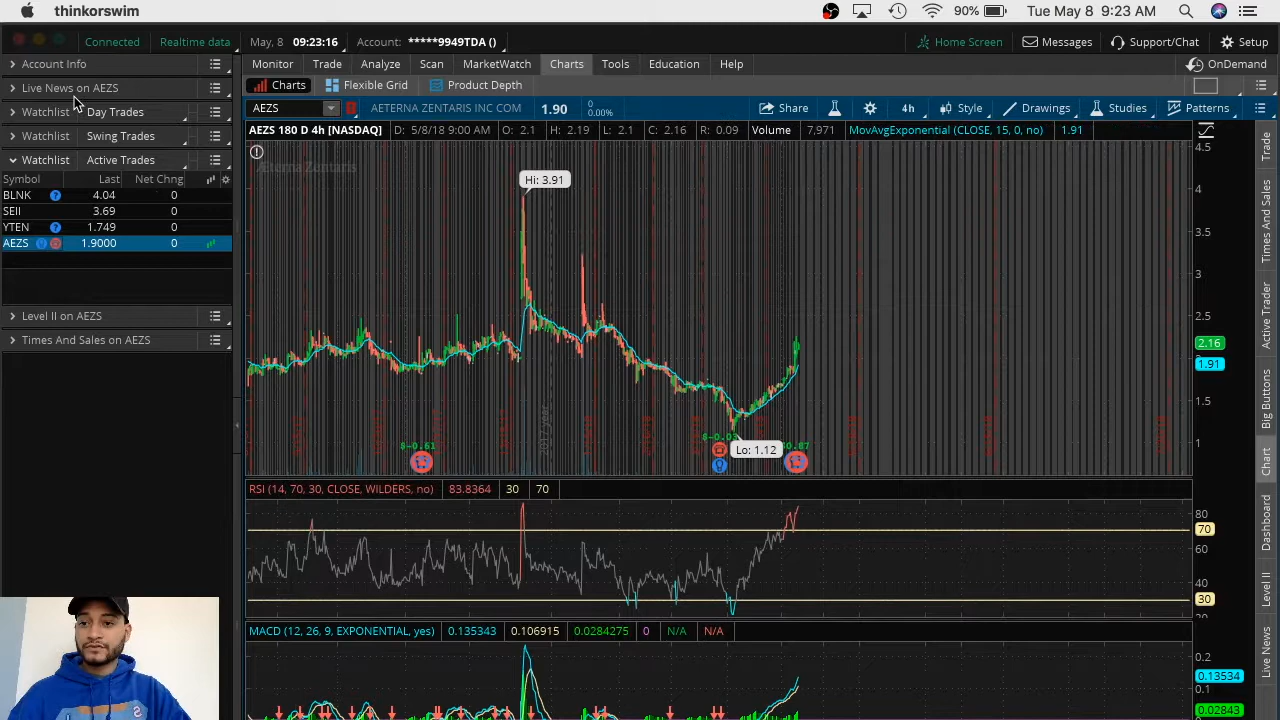 thinkorswim 90% Tue May 8 9:23 AM
Connected Realtime data May, 8 09:23:16 Account: *****9949TDA () Home Screen Messages Support/Chat Setup
Account Info
Live News on AEZS
Watchlist Day Trades
Watchlist Swing Trades
Watchlist Active Trades
Symbol Last Net Chng
BLNK 4.04 0
SEII 3.69 0
YTEN 1.749 0
AEZS 1.9000 0
Level II on AEZS
Times And Sales on AEZS
Monitor Trade Analyze Scan MarketWatch Charts Tools Education Help OnDemand
Charts Flexible Grid Product Depth
AEZS AETERNA ZENTARIS INC COM 1.90 0 0.00% Share 4h Style Drawings Studies Patterns
AEZS 180 D 4h [NASDAQ] D: 5/8/18 9:00 AM O: 2.1 H: 2.19 L: 2.1 C: 2.16 R: 0.09 Volume 7,971 MovAvgExponential (CLOSE, 15, 0, no) 1.91
Æterna Zentaris
Hi: 3.91
Lo: 1.12
4.5
4
3.5
3
2.5
2.16
1.91
1.5
1
RSI (14, 70, 30, CLOSE, WILDERS, no) 83.8364 30 70
80
70
60
40
30
MACD (12, 26, 9, EXPONENTIAL, yes) 0.135343 0.106915 0.0284275 0 N/A N/A
0.2
0.13534
0.1
0.02843
Trade
Times And Sales
Active Trader
Big Buttons
Chart
Dashboard
Level II
Live News